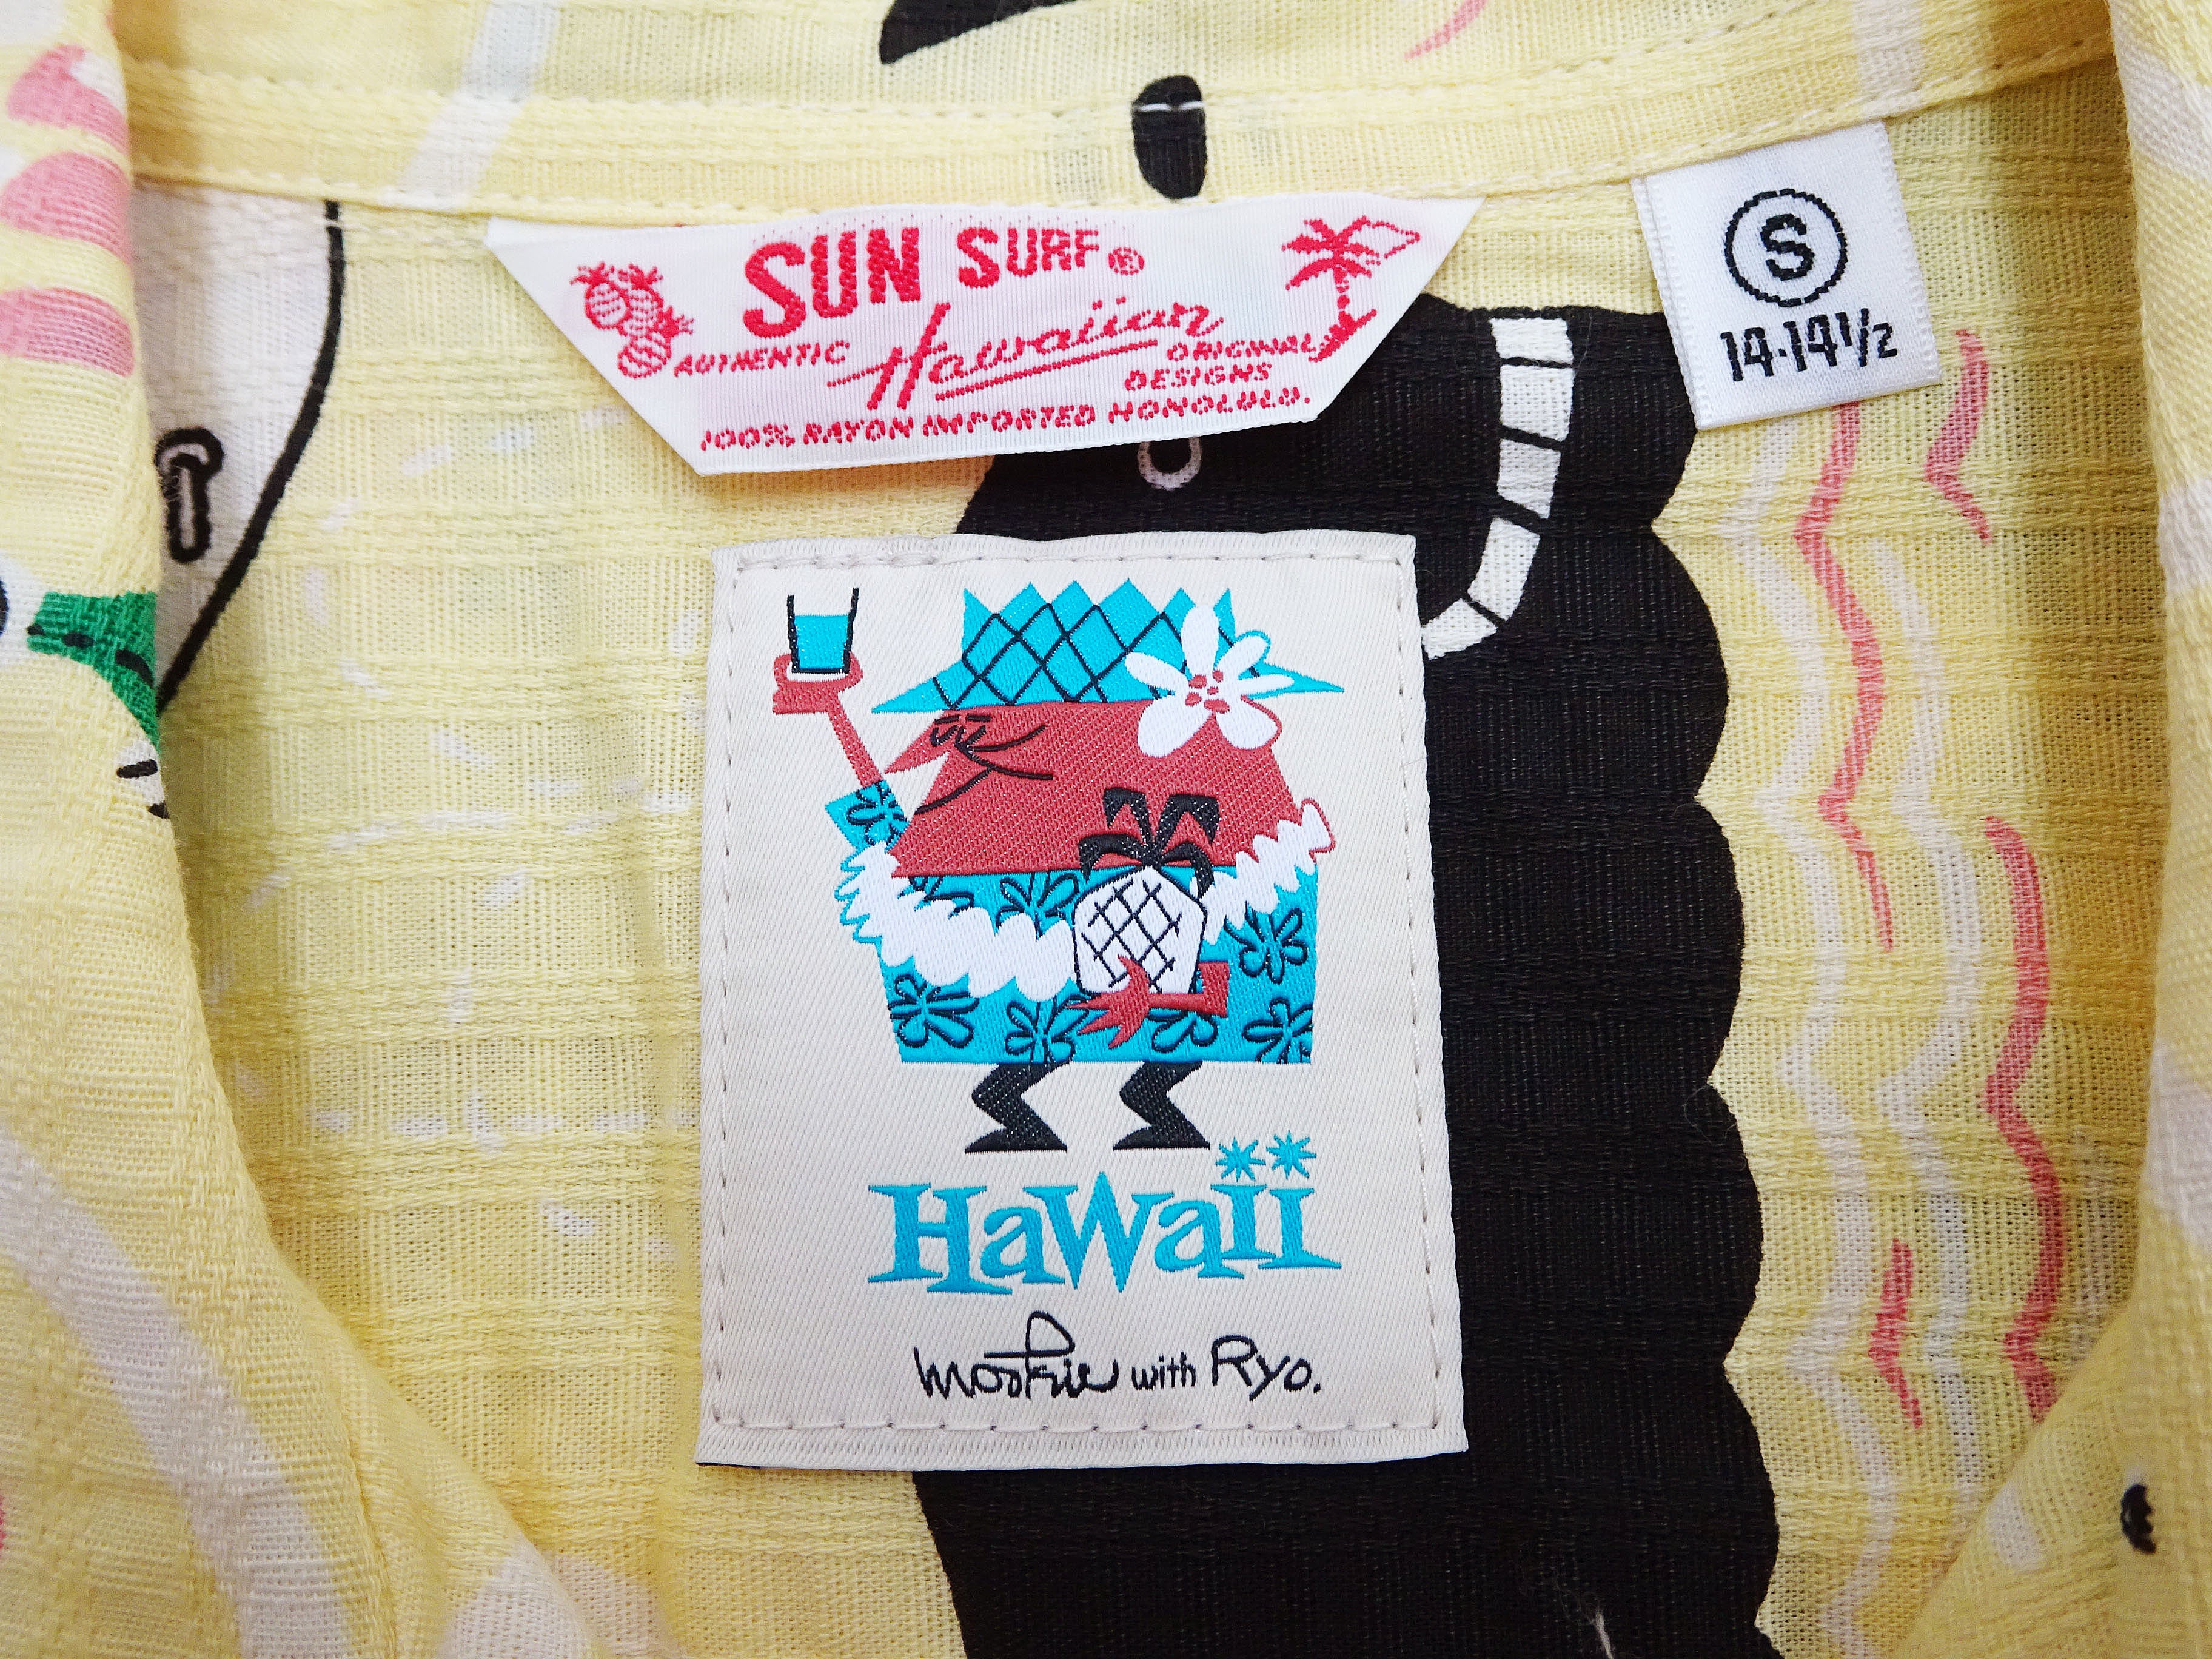 SUN SURF®
AUTHENTIC Hawaiian ORIGINAL
DESIGNS
100% RAYON IMPORTED HONOLULU.
S
14·14½
Hawaii
mookie with Ryo.